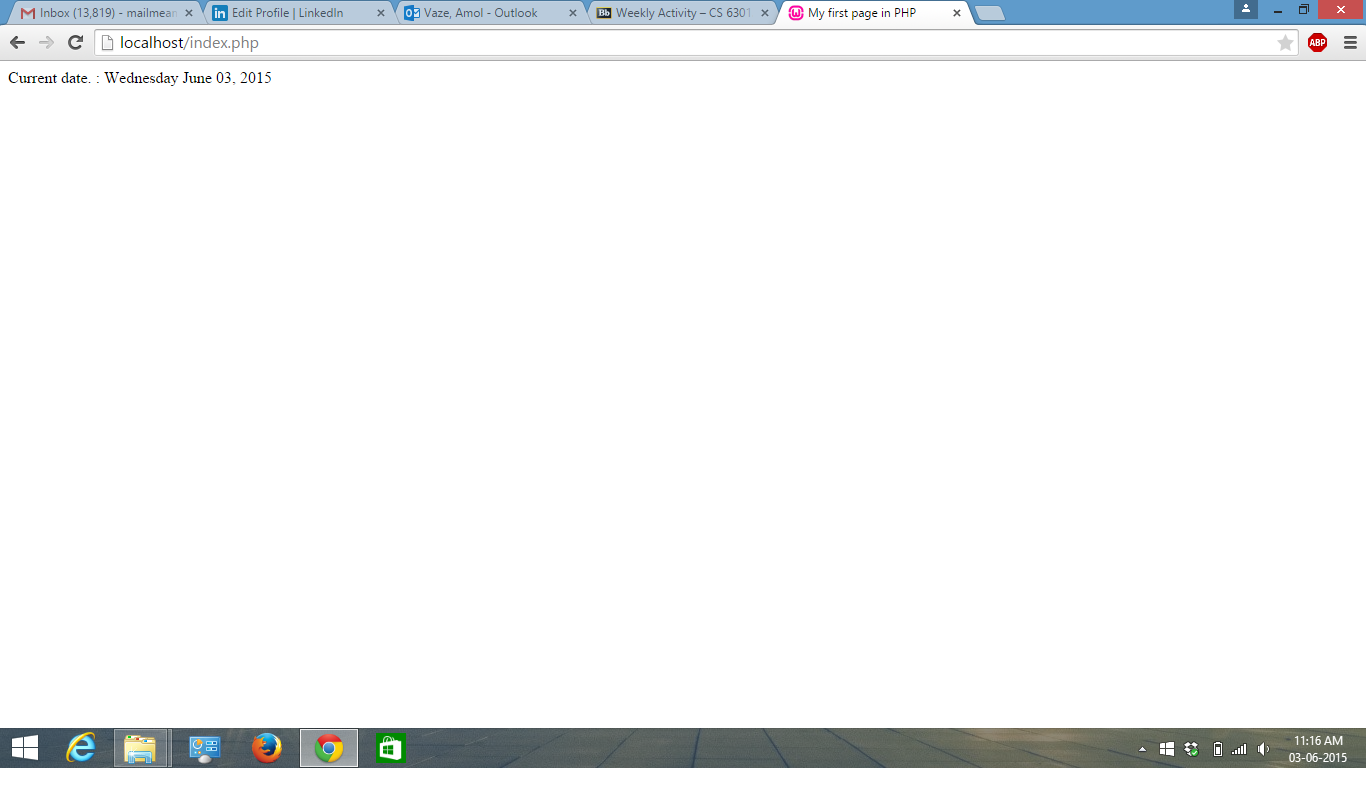 Inbox (13,819) - mailmean
Edit Profile | LinkedIn
Vaze, Amol - Outlook
Bb Weekly Activity – CS 6301
My first page in PHP
localhost/index.php
ABP
Current date. : Wednesday June 03, 2015
11:16 AM
03-06-2015